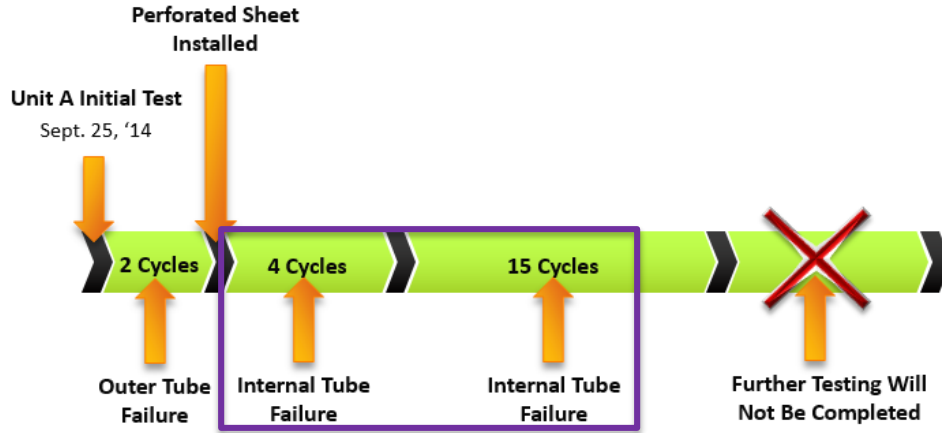 Perforated Sheet
Installed
Unit A Initial Test
Sept. 25, ‘14
2 Cycles
4 Cycles
15 Cycles
Outer Tube
Failure
Internal Tube
Failure
Internal Tube
Failure
Further Testing Will
Not Be Completed